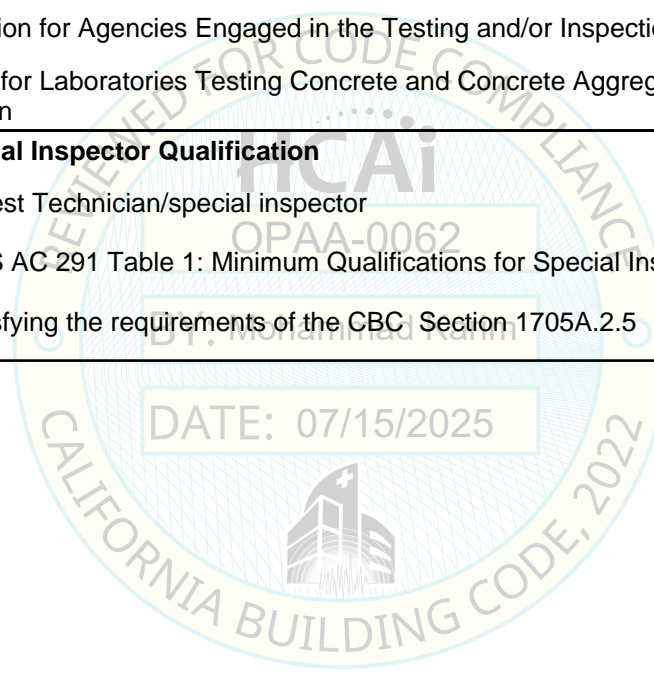 ion for Agencies Engaged in the Testing and/or Inspectio
for Laboratories Testing Concrete and Concrete Aggreg
n
al Inspector Qualification
est Technician/special inspector
S AC 291 Table 1: Minimum Qualifications for Special Ins
sfying the requirements of the CBC Section 1705A.2.5
REVIEWED FOR CODE COMPLIANCE
HCAi
OPAA-0062
BY: Mohammad Karim
DATE: 07/15/2025
CALIFORNIA BUILDING CODE, 2022